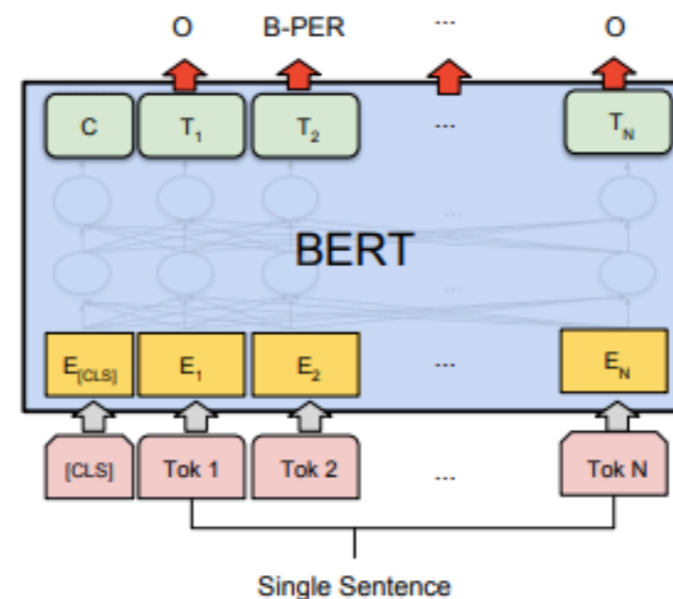 O B-PER ... O
C T1 T2 ... TN
...
BERT
...
E[CLS] E1 E2 ... EN
[CLS] Tok 1 Tok 2 ... Tok N
Single Sentence